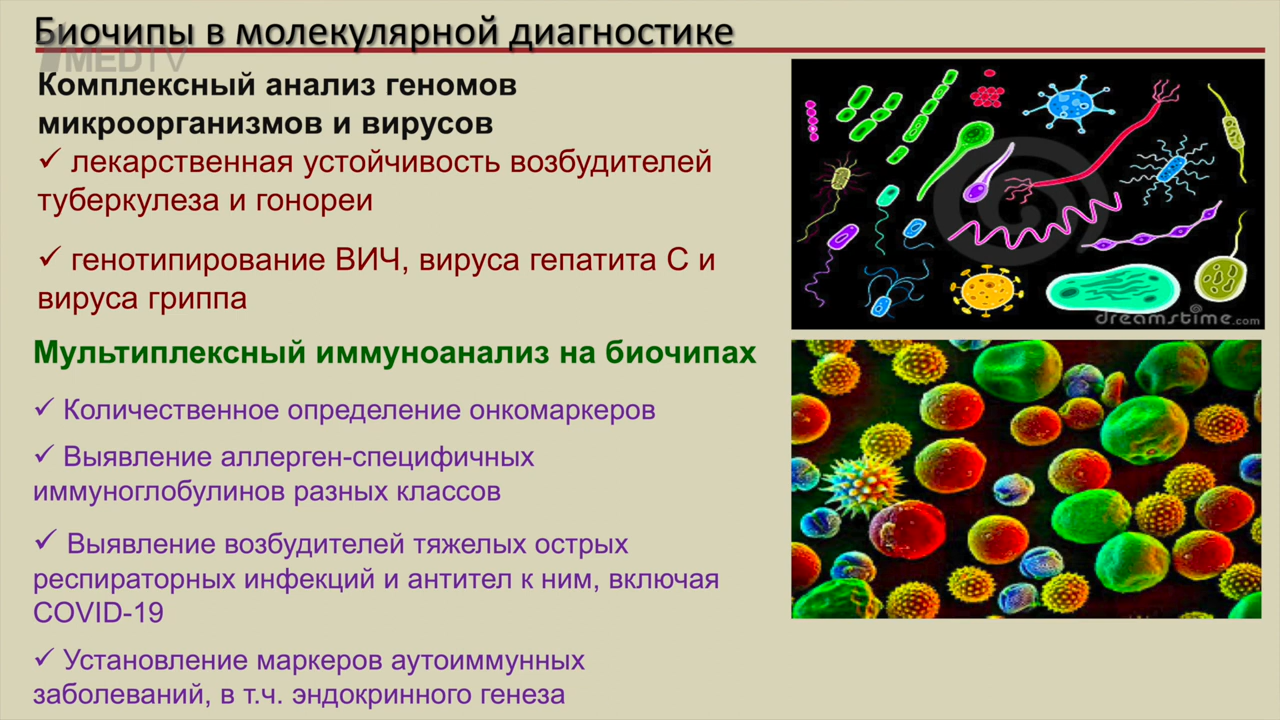 Биочипы в молекулярной диагностике
1MEDTV
Комплексный анализ геномов
микроорганизмов и вирусов
✓ лекарственная устойчивость возбудителей
туберкулеза и гонореи
✓ генотипирование ВИЧ, вируса гепатита С и
вируса гриппа
dreamstime.com
Мультиплексный иммуноанализ на биочипах
✓ Количественное определение онкомаркеров
✓ Выявление аллерген-специфичных
иммуноглобулинов разных классов
✓ Выявление возбудителей тяжелых острых
респираторных инфекций и антител к ним, включая
COVID-19
✓ Установление маркеров аутоиммунных
заболеваний, в т.ч. эндокринного генеза